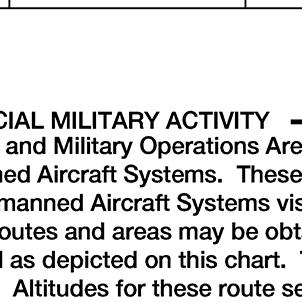 CIAL MILITARY ACTIVITY
and Military Operations Are
ned Aircraft Systems. These
manned Aircraft Systems vis
outes and areas may be obt
as depicted on this chart.
Altitudes for these route se